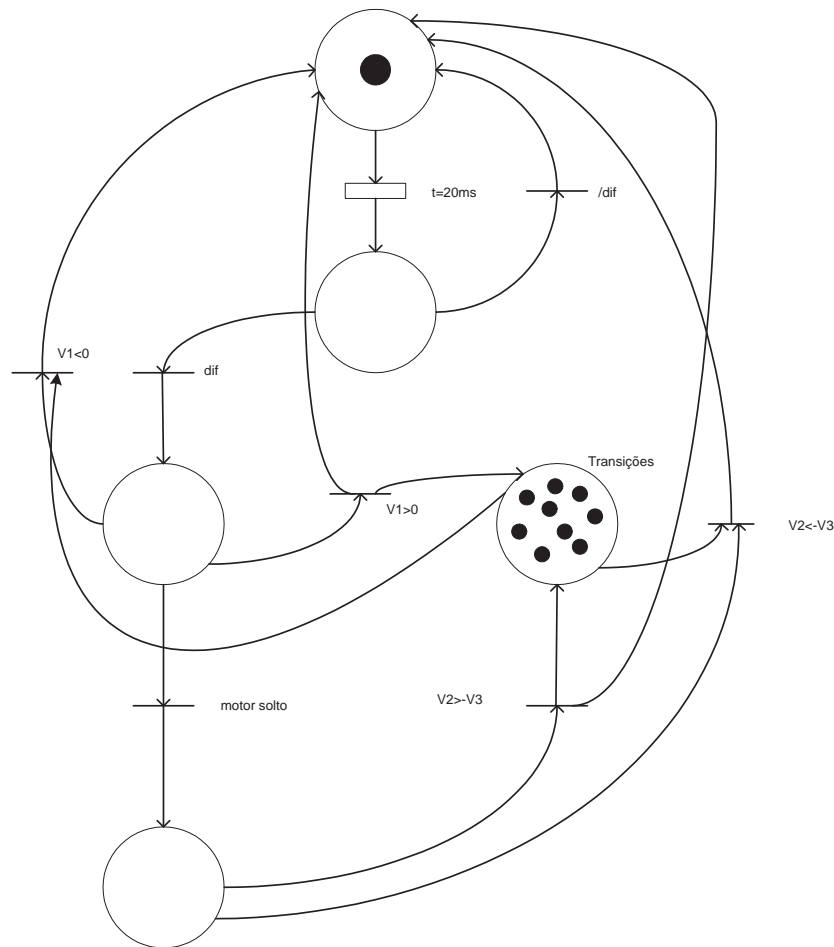 t=20ms
/dif
V1<0
dif
Transições
V1>0
V2<-V3
V2>-V3
motor solto